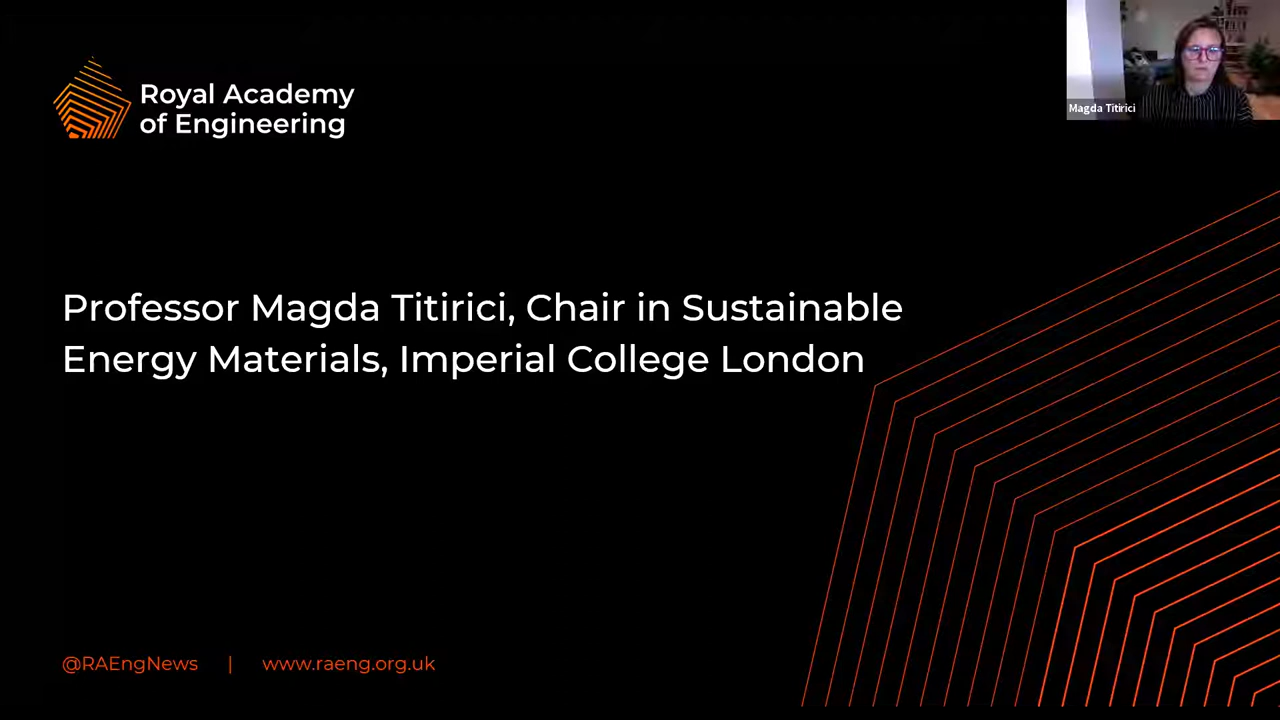 Royal Academy
of Engineering
Magda Titirici
Professor Magda Titirici, Chair in Sustainable
Energy Materials, Imperial College London
@RAEngNews | www.raeng.org.uk